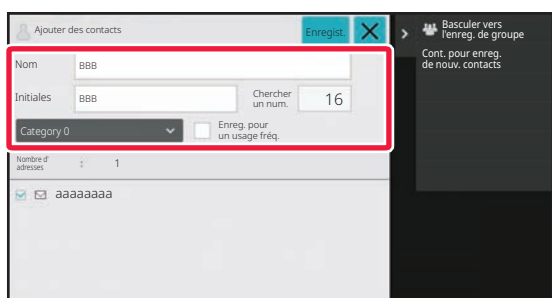 Ajouter des contacts
Enregist.
Basculer vers
l'enreg. de groupe
Cont. pour enreg.
de nouv. contacts
Nom
BBB
Initiales
BBB
Chercher
un num.
16
Category 0
Enreg. pour
un usage fréq.
Nombre d'
adresses
:
1
aaaaaaaa